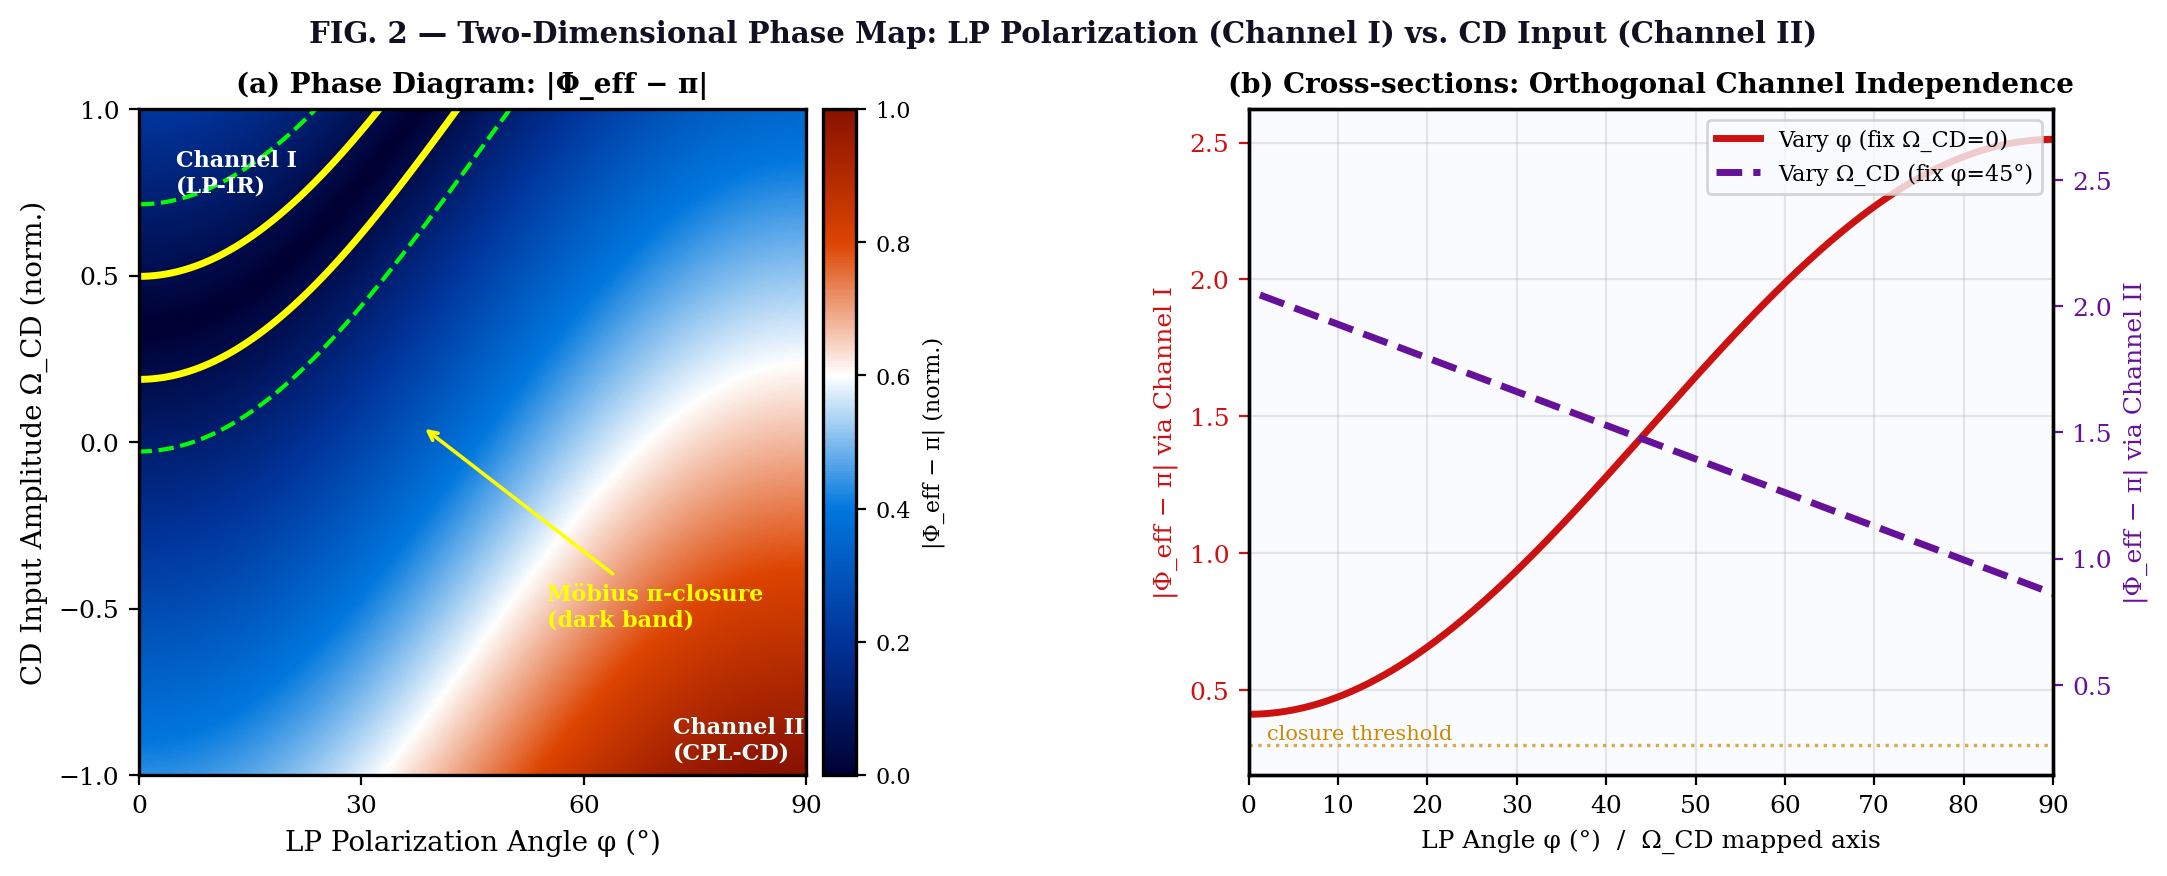 FIG. 2 — Two-Dimensional Phase Map: LP Polarization (Channel I) vs. CD Input (Channel II)
(a) Phase Diagram: |Φ_eff − π|
CD Input Amplitude Ω_CD (norm.)
1.0
0.5
0.0
−0.5
−1.0
Channel I
(LP-IR)
Möbius π-closure
(dark band)
Channel II
(CPL-CD)
0
30
60
90
LP Polarization Angle φ (°)
1.0
0.8
0.6
0.4
0.2
0.0
|Φ_eff − π| (norm.)
(b) Cross-sections: Orthogonal Channel Independence
|Φ_eff − π| via Channel I
2.5
2.0
1.5
1.0
0.5
Vary φ (fix Ω_CD=0)
Vary Ω_CD (fix φ=45°)
closure threshold
0
10
20
30
40
50
60
70
80
90
LP Angle φ (°)  /  Ω_CD mapped axis
2.5
2.0
1.5
1.0
0.5
|Φ_eff − π| via Channel II